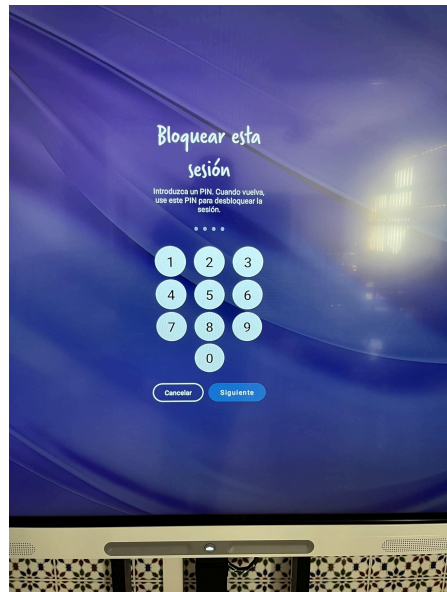 Bloquear esta
sesión
Introduzca un PIN. Cuando vuelva,
use este PIN para desbloquear la
sesión.
1 2 3
4 5 6
7 8 9
0
Cancelar Siguiente